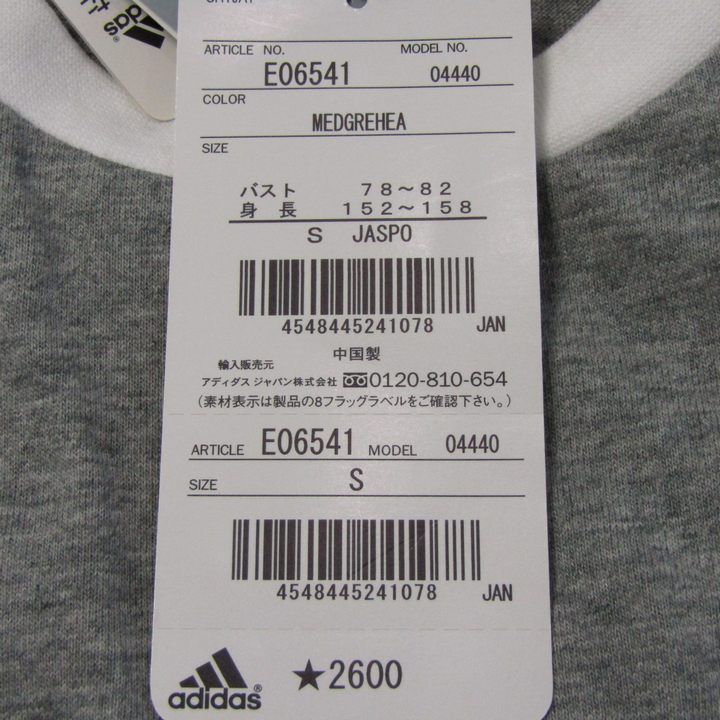 adidas
ARTICLE NO. MODEL NO.
E06541 04440
COLOR
MEDGREHEA
SIZE
バスト 78～82
身長 152～158
S JASPO
4548445241078 JAN
中国製
輸入販売元
アディダス ジャパン株式会社 0120-810-654
(素材表示は製品の8フラッグラベルをご確認下さい。)
ARTICLE E06541 MODEL 04440
SIZE S
4548445241078 JAN
adidas® ★2600